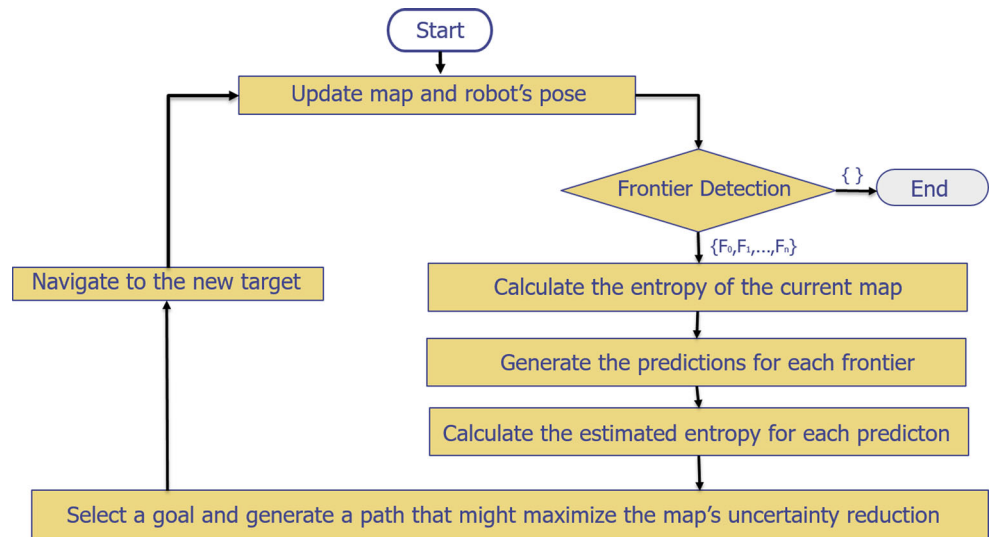 Start
Update map and robot's pose
Frontier Detection
{ }
End
{F₀,F₁,...,Fₙ}
Calculate the entropy of the current map
Generate the predictions for each frontier
Calculate the estimated entropy for each predicton
Select a goal and generate a path that might maximize the map's uncertainty reduction
Navigate to the new target